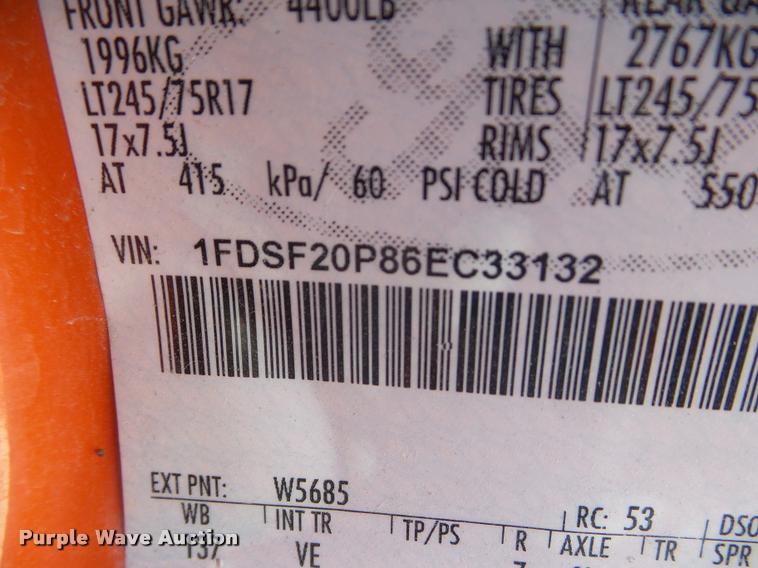 FRONT GAWR: 4400LB REAR
1996KG WITH 2767KG
LT245/75R17 TIRES LT245/75
17x7.5J RIMS 17x7.5J
AT 415 kPa/ 60 PSI COLD AT 550
VIN: 1FDSF20P86EC33132
EXT PNT: W5685 RC: 53 DSO
WB INT TR TP/PS R AXLE TR SPR
137 VE
Purple Wave Auction